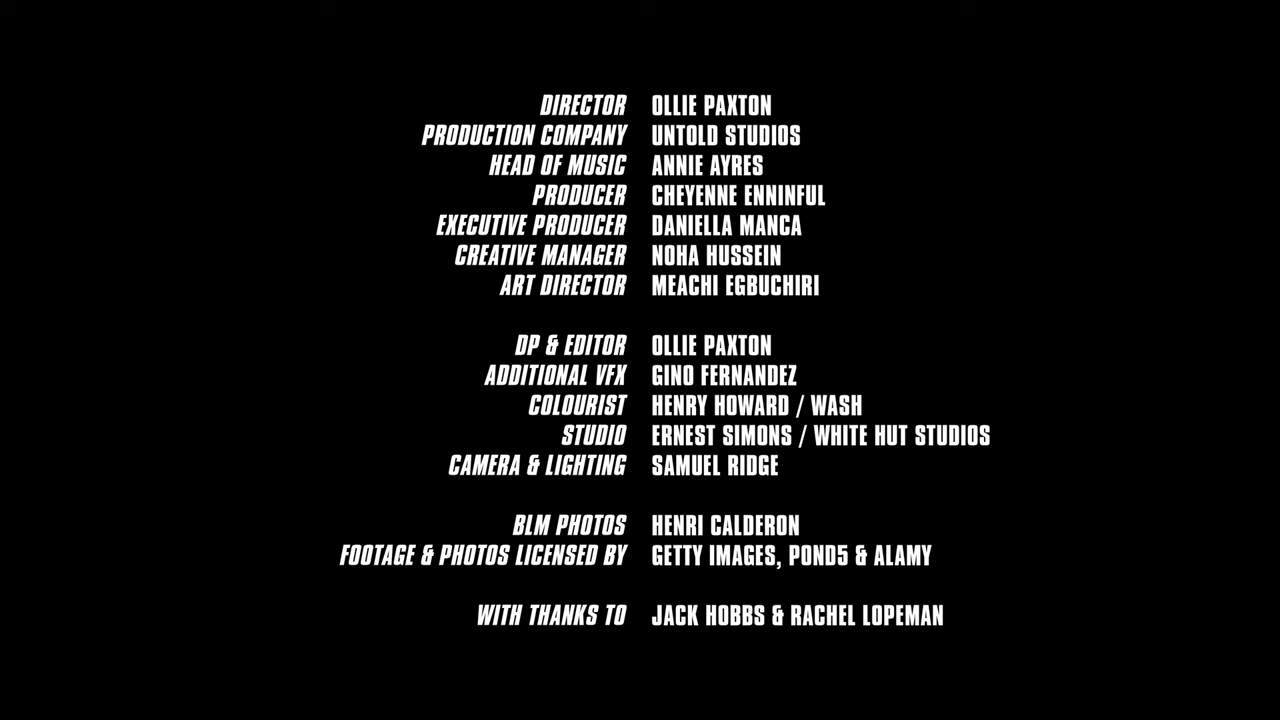 DIRECTOR OLLIE PAXTON
PRODUCTION COMPANY UNTOLD STUDIOS
HEAD OF MUSIC ANNIE AYRES
PRODUCER CHEYENNE ENNINFUL
EXECUTIVE PRODUCER DANIELLA MANCA
CREATIVE MANAGER NOHA HUSSEIN
ART DIRECTOR MEACHI EGBUCHIRI
DP & EDITOR OLLIE PAXTON
ADDITIONAL VFX GINO FERNANDEZ
COLOURIST HENRY HOWARD / WASH
STUDIO ERNEST SIMONS / WHITE HUT STUDIOS
CAMERA & LIGHTING SAMUEL RIDGE
BLM PHOTOS HENRI CALDERON
FOOTAGE & PHOTOS LICENSED BY GETTY IMAGES, POND5 & ALAMY
WITH THANKS TO JACK HOBBS & RACHEL LOPEMAN